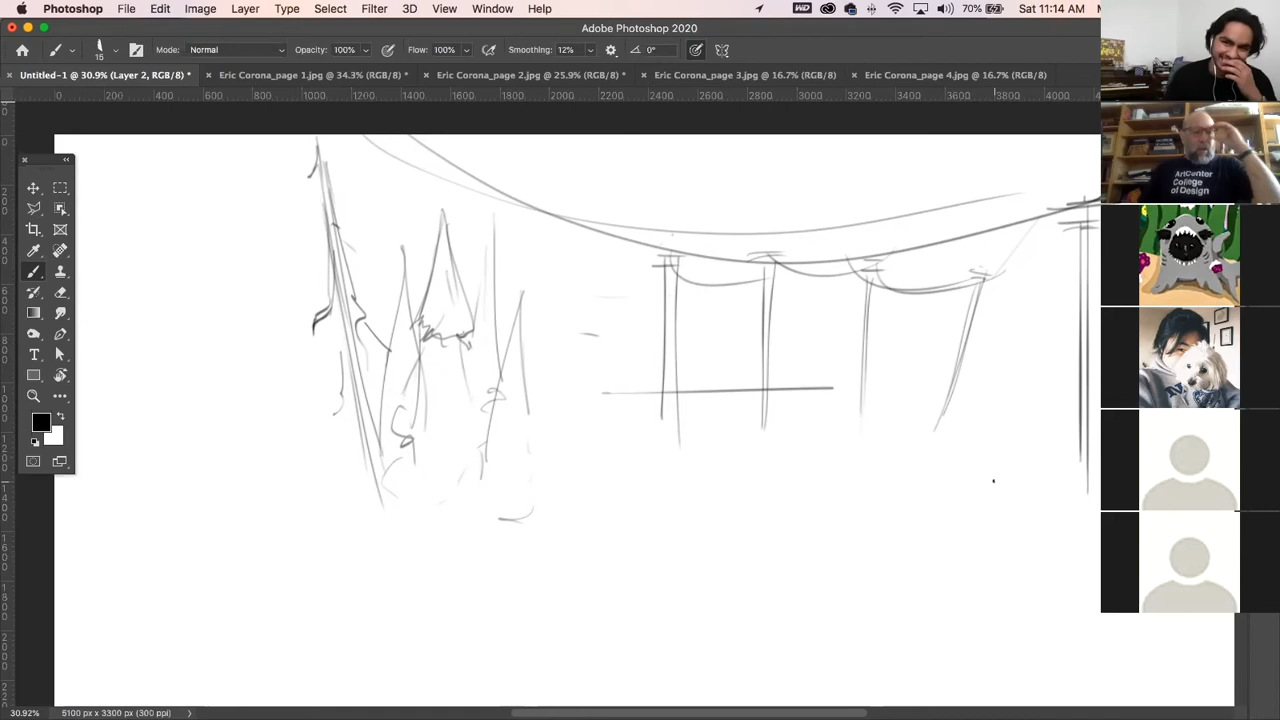 Photoshop File Edit Image Layer Type Select Filter 3D View Window Help 70% Sat 11:14 AM
Adobe Photoshop 2020
15 Mode: Normal Opacity: 100% Flow: 100% Smoothing: 12% 0°
Untitled-1 @ 30.9% (Layer 2, RGB/8) * Eric Corona_page 1.jpg @ 34.3% (RGB/8) * Eric Corona_page 2.jpg @ 25.9% (RGB/8) * Eric Corona_page 3.jpg @ 16.7% (RGB/8) Eric Corona_page 4.jpg @ 16.7% (RGB/8)
0 200 400 600 800 1000 1200 1400 1600 1800 2200 2400 2600 2800 3000 3200 3400 3600 3800 4000
ArtCenter
College
of Design
30.92% 5100 px x 3300 px (300 ppi)